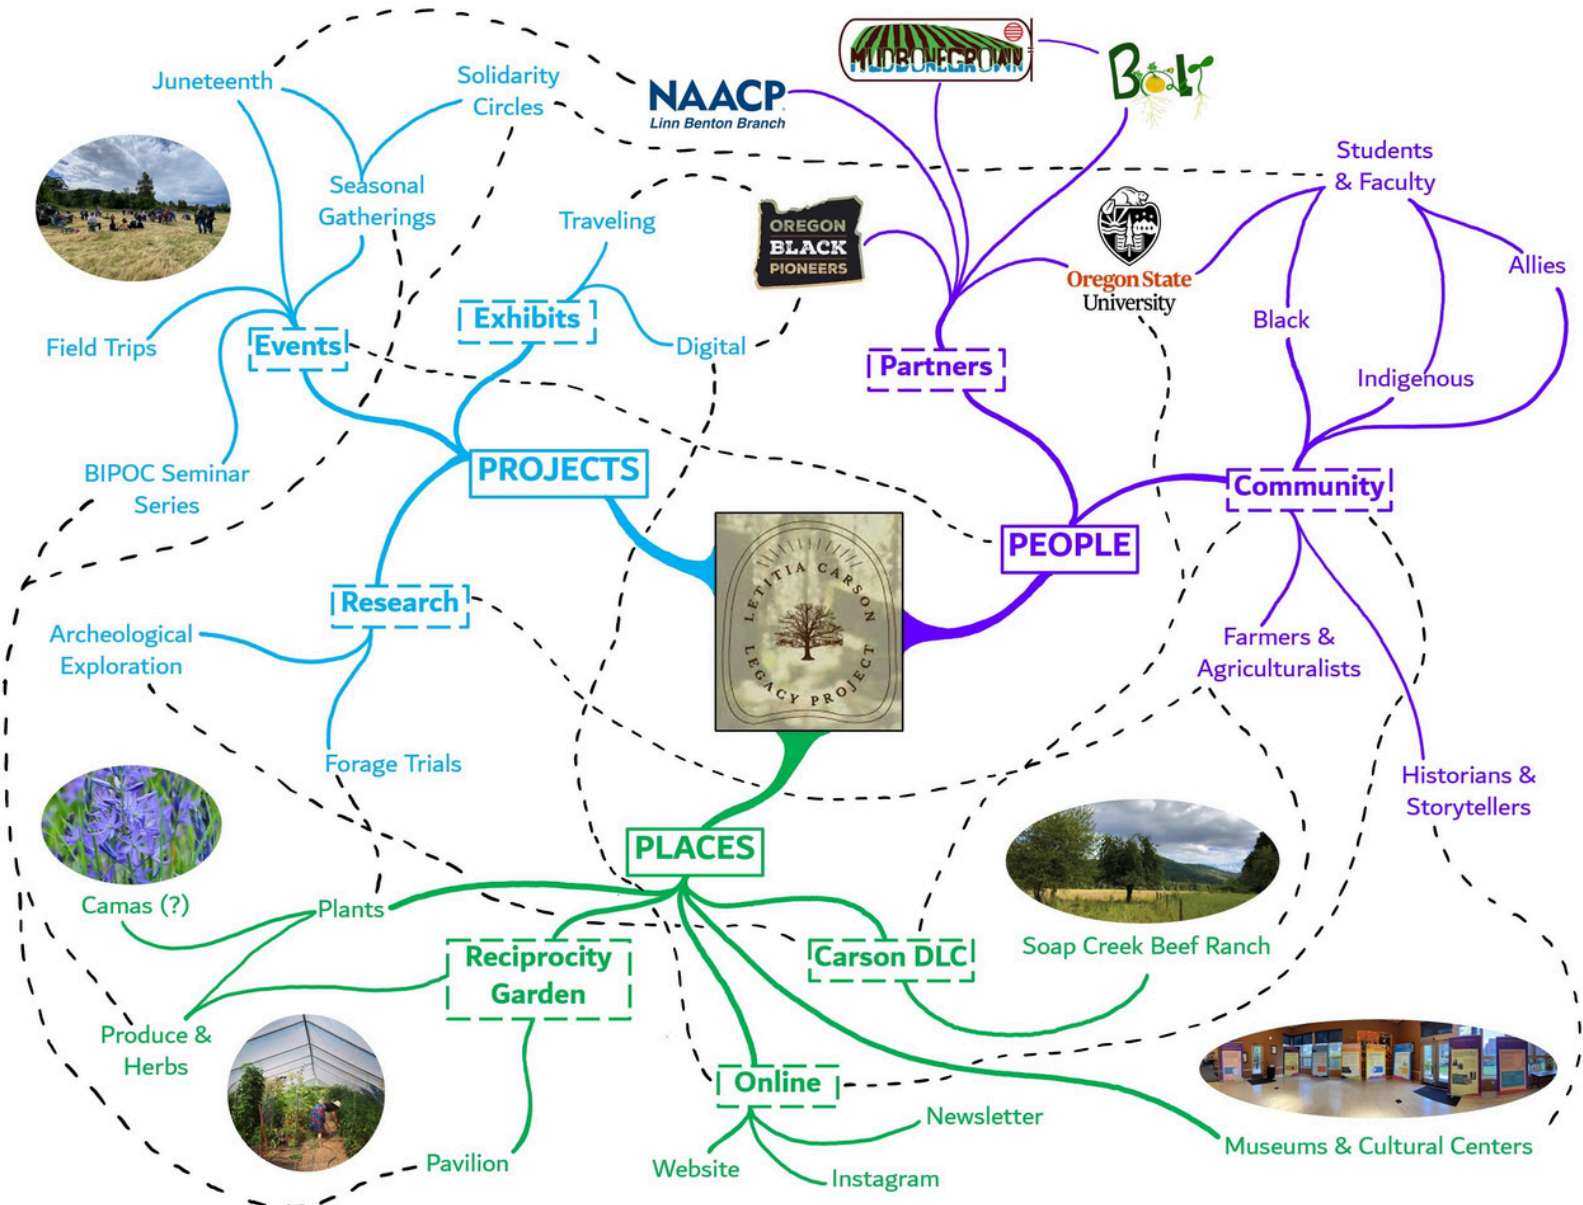 Juneteenth
Solidarity
Circles
NAACP
Linn Benton Branch
MUDBONEGROWN
Bolt
Students
& Faculty
Seasonal
Gatherings
Traveling
OREGON
BLACK
PIONEERS
Oregon State
University
Allies
Field Trips
Events
Exhibits
Digital
Partners
Black
Indigenous
BIPOC Seminar
Series
PROJECTS
Community
PEOPLE
LETITIA CARSON
LEGACY PROJECT
Research
Archeological
Exploration
Farmers &
Agriculturalists
Forage Trials
Historians &
Storytellers
PLACES
Camas (?)
Plants
Reciprocity
Garden
Carson DLC
Soap Creek Beef Ranch
Produce &
Herbs
Online
Newsletter
Museums & Cultural Centers
Pavilion
Website
Instagram